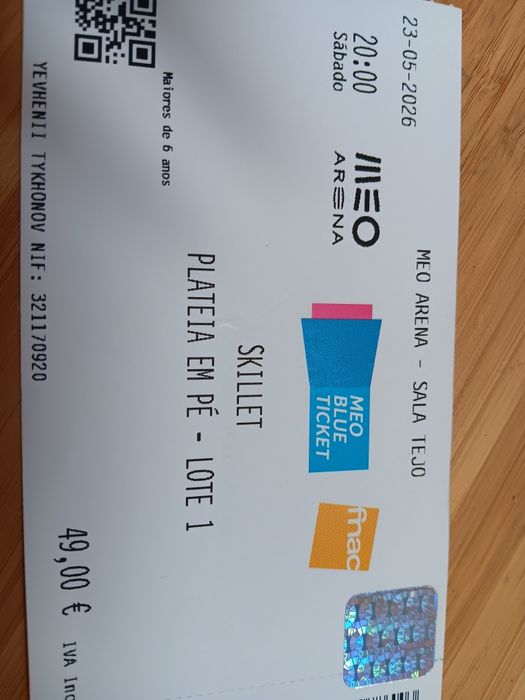 23-05-2026
MEO ARENA - SALA TEJO
20:00
Sábado
MEO
ARENA
MEO
BLUE
TICKET
fnac
SKILLET
PLATEIA EM PÉ - LOTE 1
Maiores de 6 anos
49,00 € IVA Inc
YEVHENII TYKHONOV NIF: 321170920